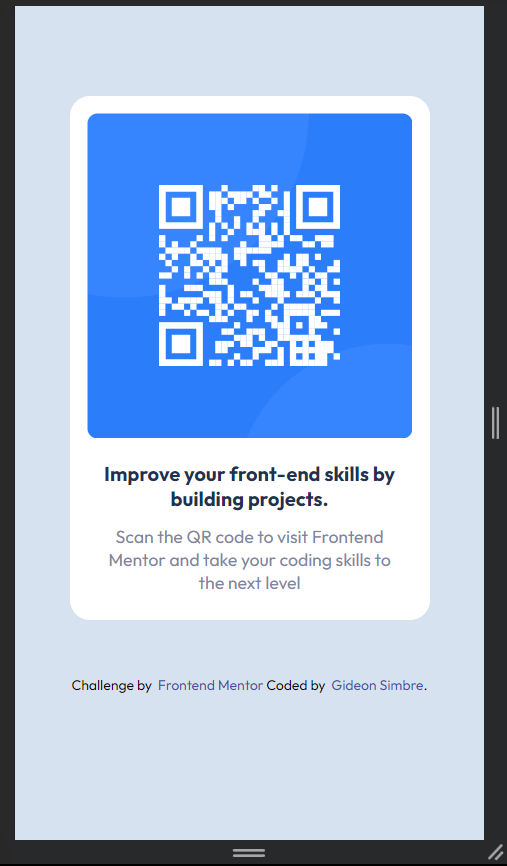 Improve your front-end skills by
building projects.
Scan the QR code to visit Frontend
Mentor and take your coding skills to
the next level
Challenge by Frontend Mentor Coded by Gideon Simbre.